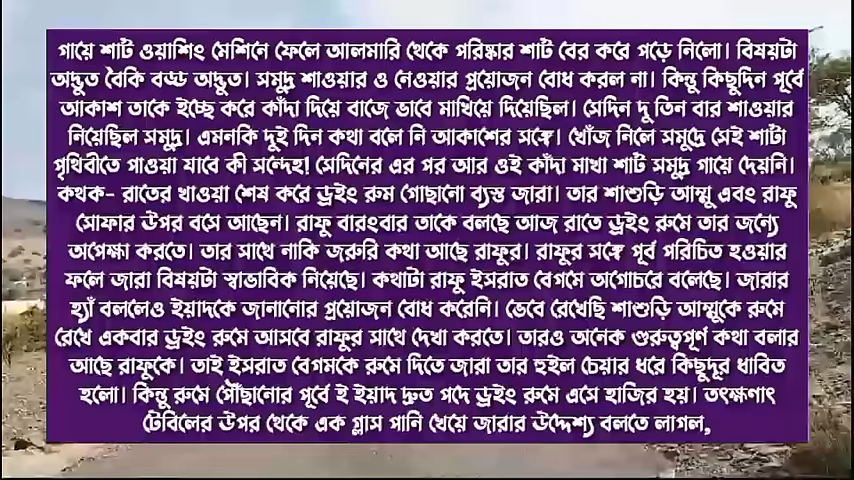 গায়ে শার্ট ওয়াশিং মেশিনে ফেলে আলমারি থেকে পরিষ্কার শার্ট বের করে পড়ে নিলো। বিষয়টা
অদ্ভুত বৈকি বড্ড অদ্ভুত। সমুদ্র শাওয়ার ও নেওয়ার প্রয়োজন বোধ করল না। কিন্তু কিছুদিন পূর্বে
আকাশ তাকে ইচ্ছে করে কাঁদা দিয়ে বাজে ভাবে মাখিয়ে দিয়েছিল। সেদিন দু তিন বার শাওয়ার
নিয়েছিল সমুদ্র। এমনকি দুই দিন কথা বলে নি আকাশের সঙ্গে। খোঁজ নিলে সমুদ্রে সেই শার্টা
পৃথিবীতে পাওয়া যাবে কী সন্দেহ! সেদিনের এর পর আর ওই কাঁদা মাখা শার্ট সমুদ্র গায়ে দেয়নি।
কথক- রাতের খাওয়া শেষ করে ড্রইং রুম গোছানো ব্যস্ত জারা। তার শাশুড়ি আম্মু এবং রাফু
সোফার উপর বসে আছেন। রাফু বারংবার তাকে বলছে আজ রাতে ড্রইং রুমে তার জন্যে
অপেক্ষা করতে। তার সাথে নাকি জরুরি কথা আছে রাফুর। রাফুর সঙ্গে পূর্ব পরিচিত হওয়ার
ফলে জারা বিষয়টা স্বাভাবিক নিয়েছে। কথাটা রাফু ইসরাত বেগমে অগোচরে বলেছে। জারার
হ্যাঁ বললেও ইয়াদকে জানানোর প্রয়োজন বোধ করেনি। ভেবে রেখেছি শাশুড়ি আম্মুকে রুমে
রেখে একবার ড্রইং রুমে আসবে রাফুর সাথে দেখা করতে। তারও অনেক গুরুত্বপূর্ণ কথা বলার
আছে রাফুকে। তাই ইসরাত বেগমকে রুমে দিতে জারা তার হুইল চেয়ার ধরে কিছুদূর ধাবিত
হলো। কিন্তু রুমে পৌঁছানোর পূর্বে ই ইয়াদ দ্রুত পদে ড্রইং রুমে এসে হাজির হয়। তৎক্ষণাৎ
টেবিলের উপর থেকে এক গ্লাস পানি খেয়ে জারার উদ্দেশ্য বলতে লাগল,